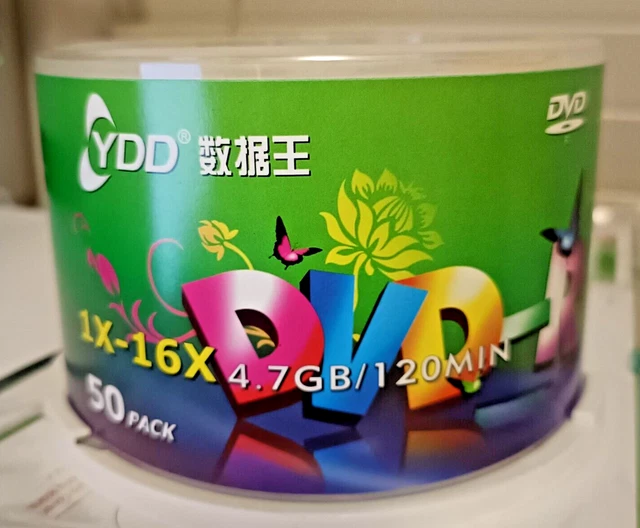 YDD® 数据王
DVD
DVD
1X-16X
4.7GB/120MIN
50 PACK